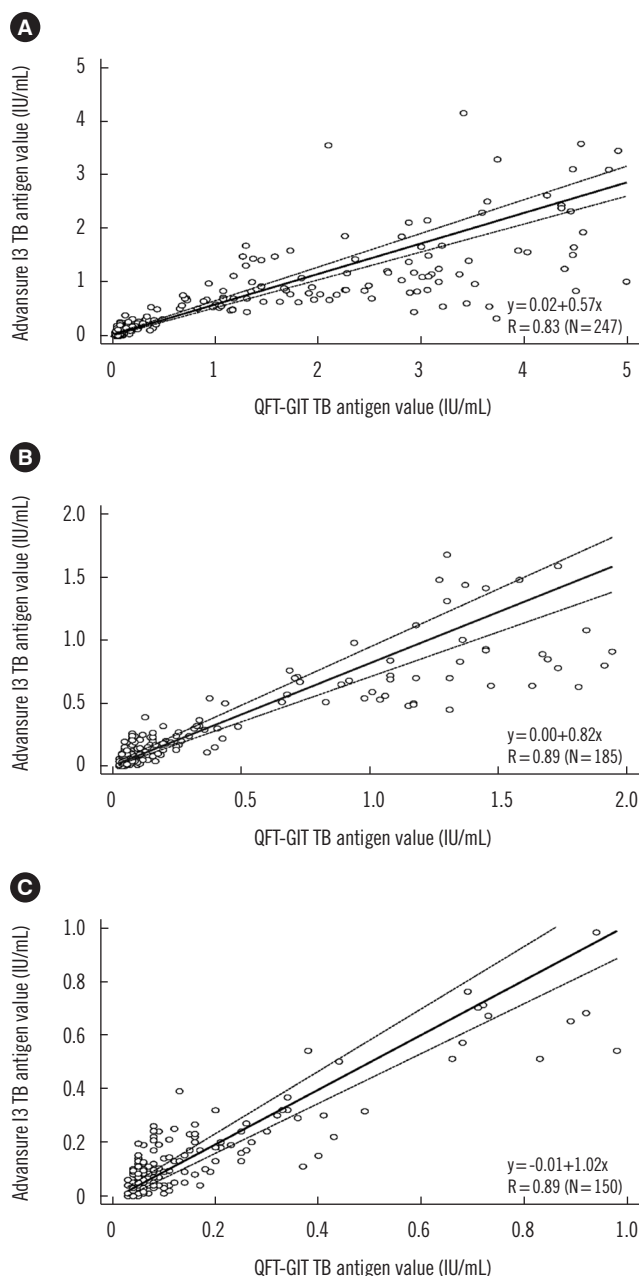 A
Advansure I3 TB antigen value (IU/mL)
5
4
3
2
1
0
y=0.02+0.57x
R=0.83 (N=247)
0 1 2 3 4 5
QFT-GIT TB antigen value (IU/mL)
B
Advansure I3 TB antigen value (IU/mL)
2.0
1.5
1.0
0.5
0
y=0.00+0.82x
R=0.89 (N=185)
0 0.5 1.0 1.5 2.0
QFT-GIT TB antigen value (IU/mL)
C
Advansure I3 TB antigen value (IU/mL)
1.0
0.8
0.6
0.4
0.2
0
y=-0.01+1.02x
R=0.89 (N=150)
0 0.2 0.4 0.6 0.8 1.0
QFT-GIT TB antigen value (IU/mL)